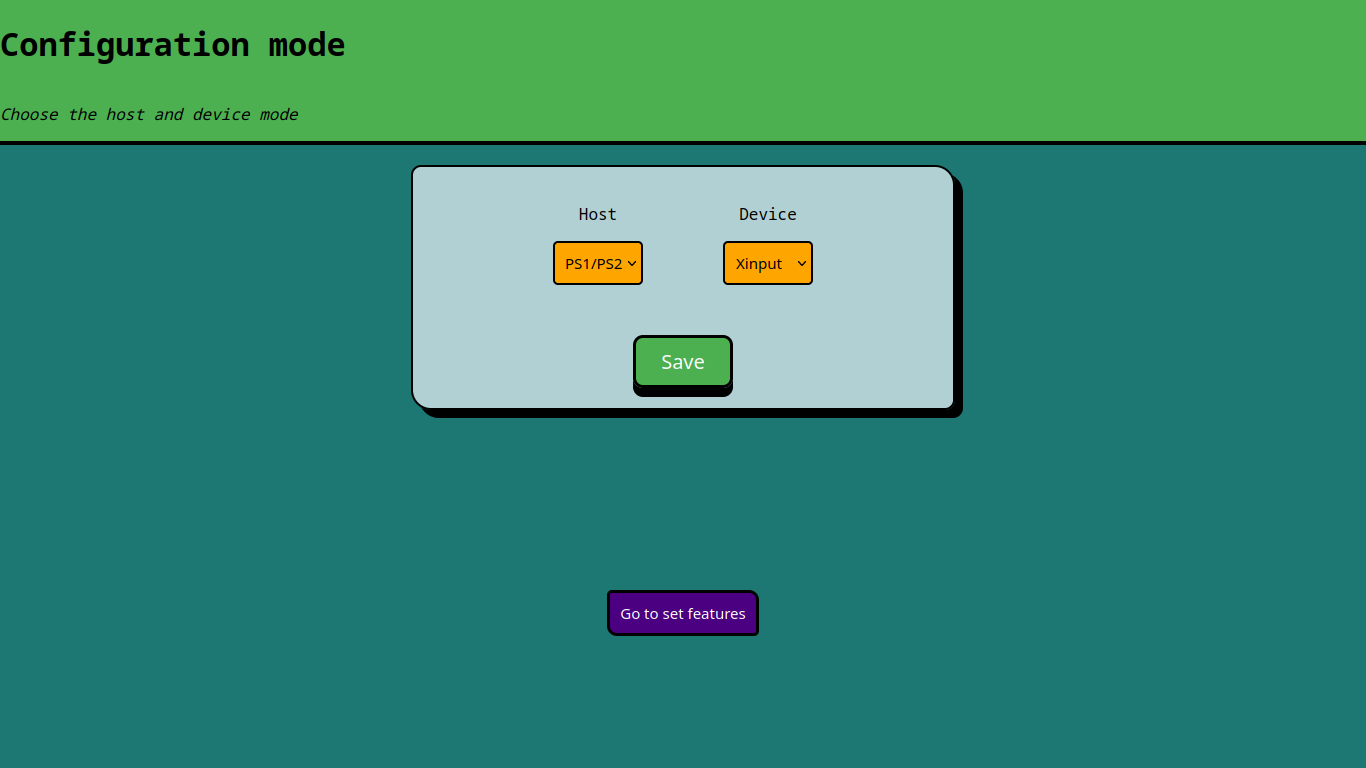 Configuration mode
Choose the host and device mode
Host Device
PS1/PS2 Xinput
Save
Go to set features